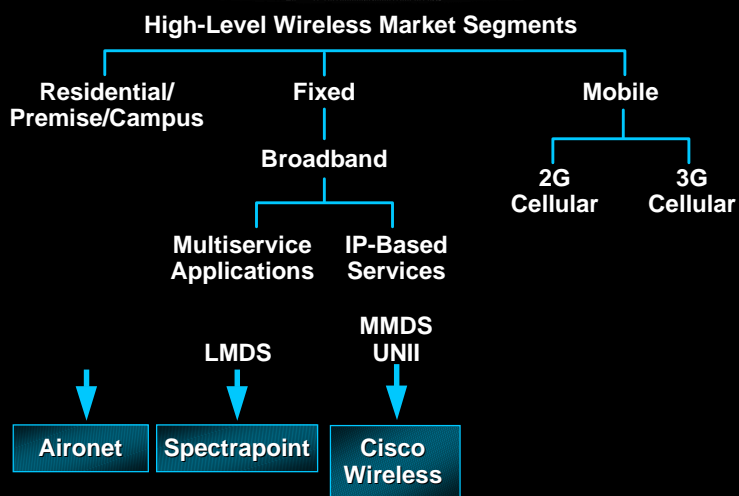 High-Level Wireless Market Segments
Residential/
Premise/Campus
Fixed
Mobile
Broadband
2G
Cellular
3G
Cellular
Multiservice
Applications
IP-Based
Services
LMDS
MMDS
UNII
Aironet
Spectrapoint
Cisco
Wireless